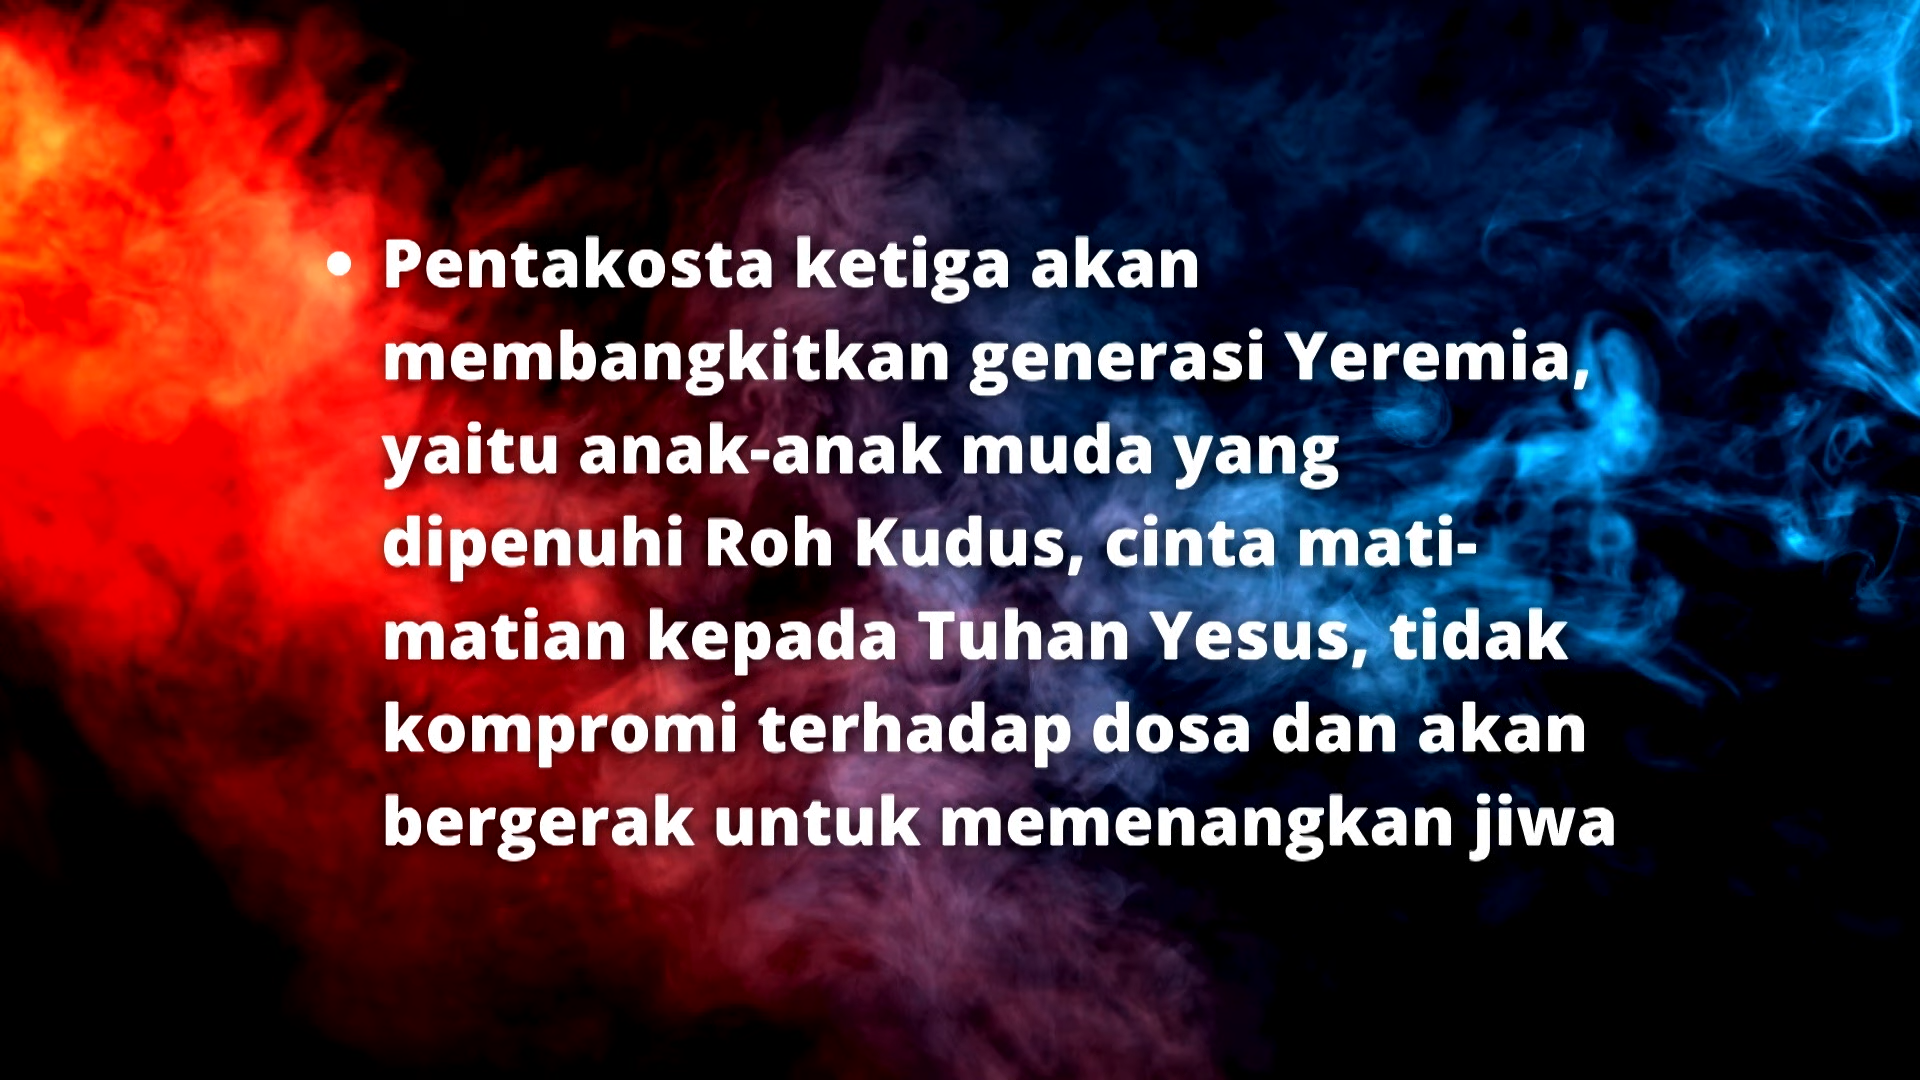 • Pentakosta ketiga akan
membangkitkan generasi Yeremia,
yaitu anak-anak muda yang
dipenuhi Roh Kudus, cinta mati-
matian kepada Tuhan Yesus, tidak
kompromi terhadap dosa dan akan
bergerak untuk memenangkan jiwa